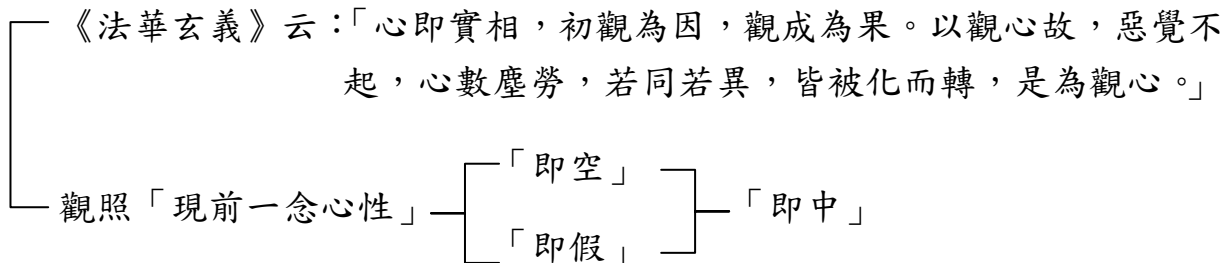 《法華玄義》云：「心即實相，初觀為因，觀成為果。以觀心故，惡覺不
起，心數塵勞，若同若異，皆被化而轉，是為觀心。」
「即空」
觀照「現前一念心性」
「即中」
「即假」